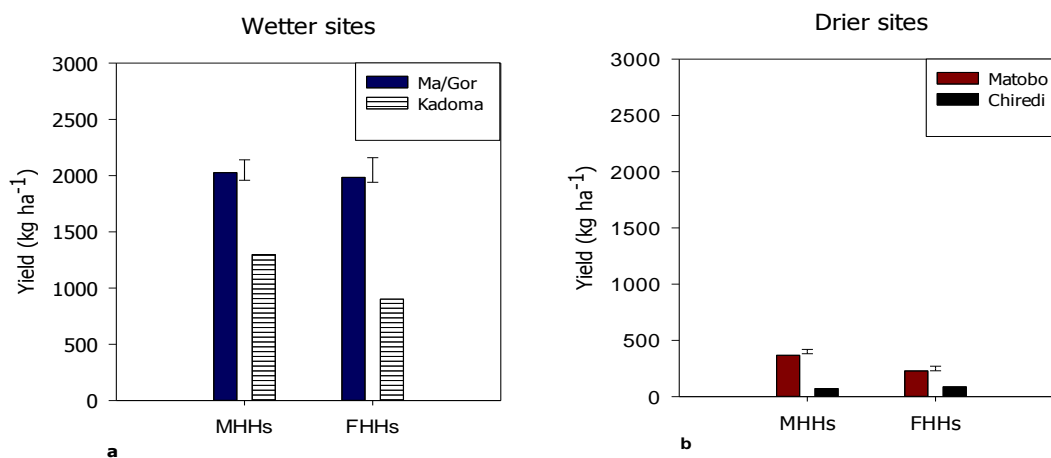 Wetter sites
Yield (kg ha-1)
3000
2500
2000
1500
1000
500
0
Ma/Gor
Kadoma
MHHs FHHs
a
Drier sites
Yield (kg ha-1)
3000
2500
2000
1500
1000
500
0
Matobo
Chiredi
MHHs FHHs
b